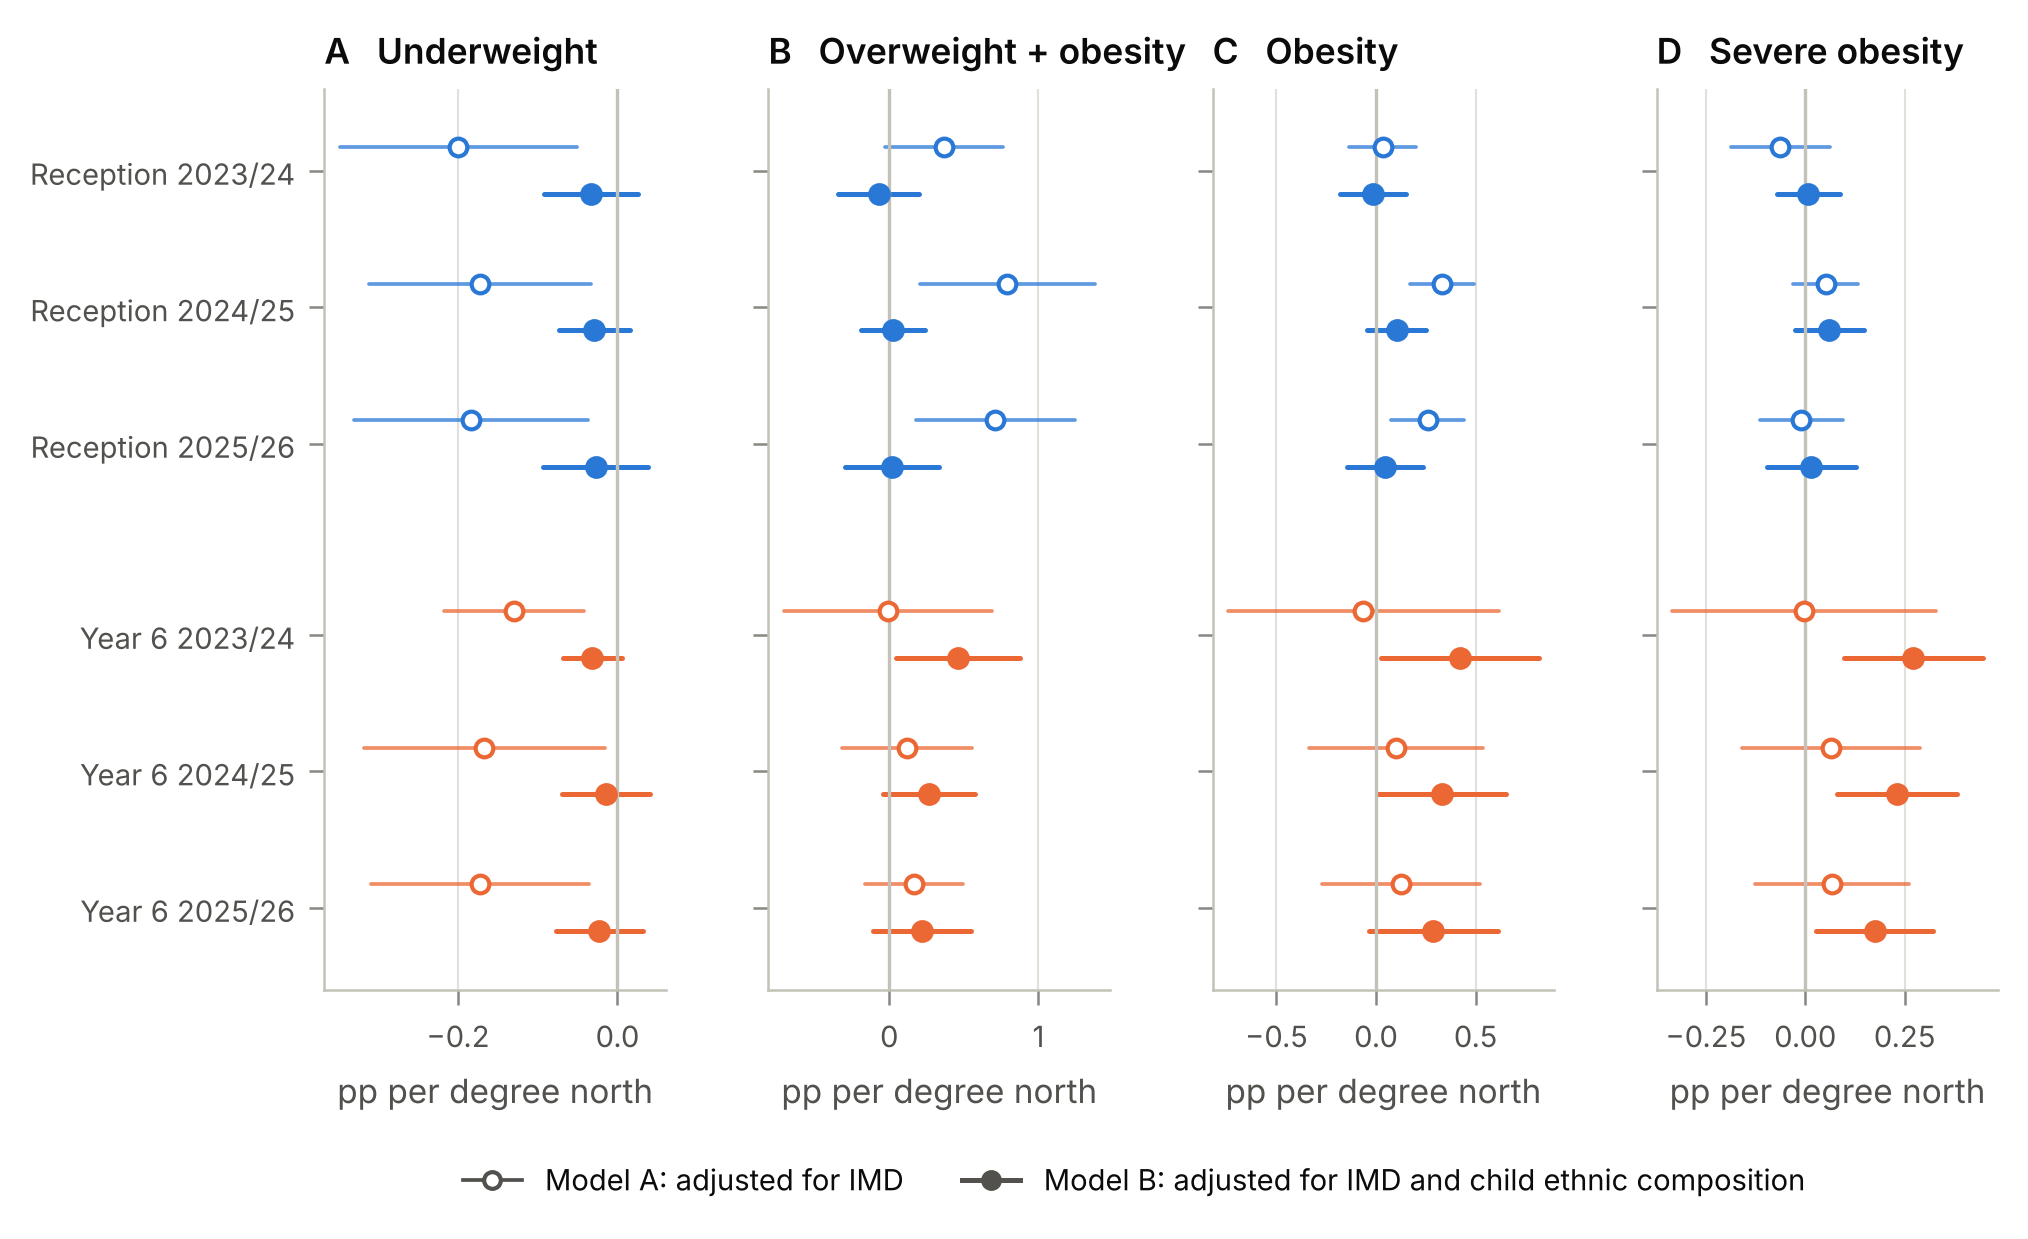 A Underweight
B Overweight + obesity
C Obesity
D Severe obesity
Reception 2023/24
Reception 2024/25
Reception 2025/26
Year 6 2023/24
Year 6 2024/25
Year 6 2025/26
−0.2 0.0
0 1
−0.5 0.0 0.5
−0.25 0.00 0.25
pp per degree north
pp per degree north
pp per degree north
pp per degree north
Model A: adjusted for IMD
Model B: adjusted for IMD and child ethnic composition